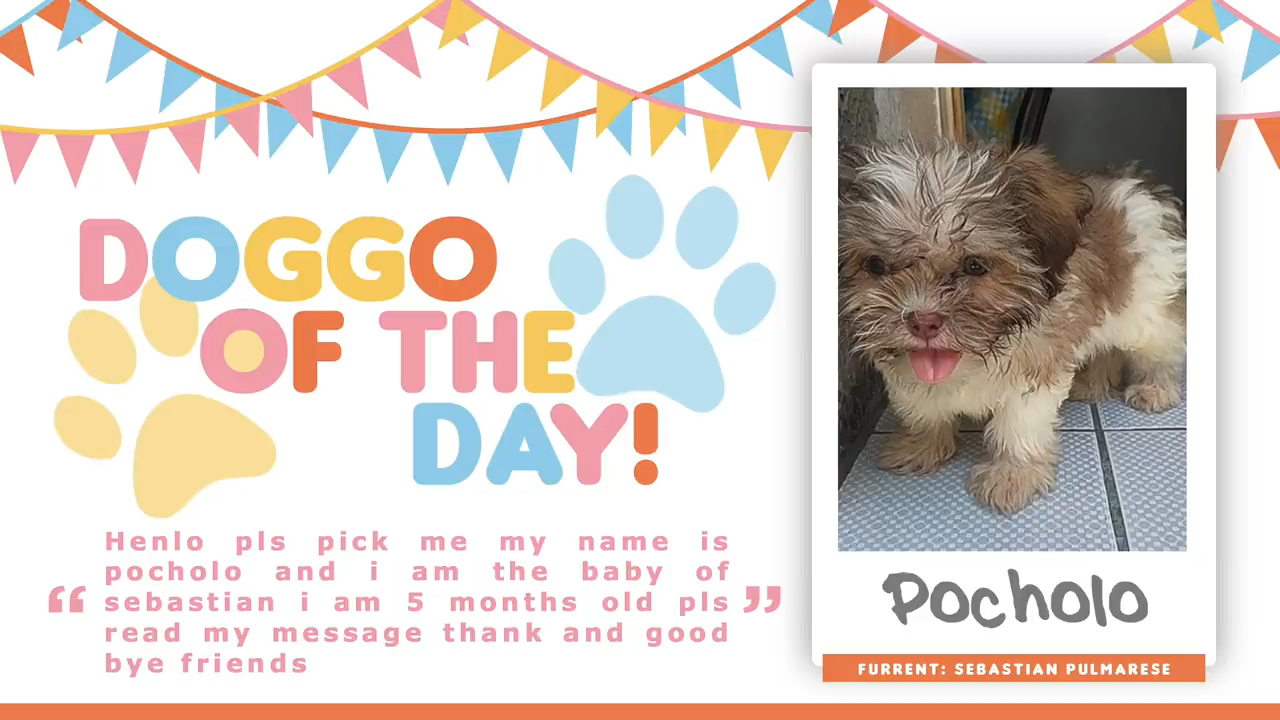 DOGGO
OF THE
DAY!
“Henlo pls pick me my name is
pocholo and i am the baby of
sebastian i am 5 months old pls
read my message thank and good
bye friends”
Pocholo
FURRENT: SEBASTIAN PULMARESE